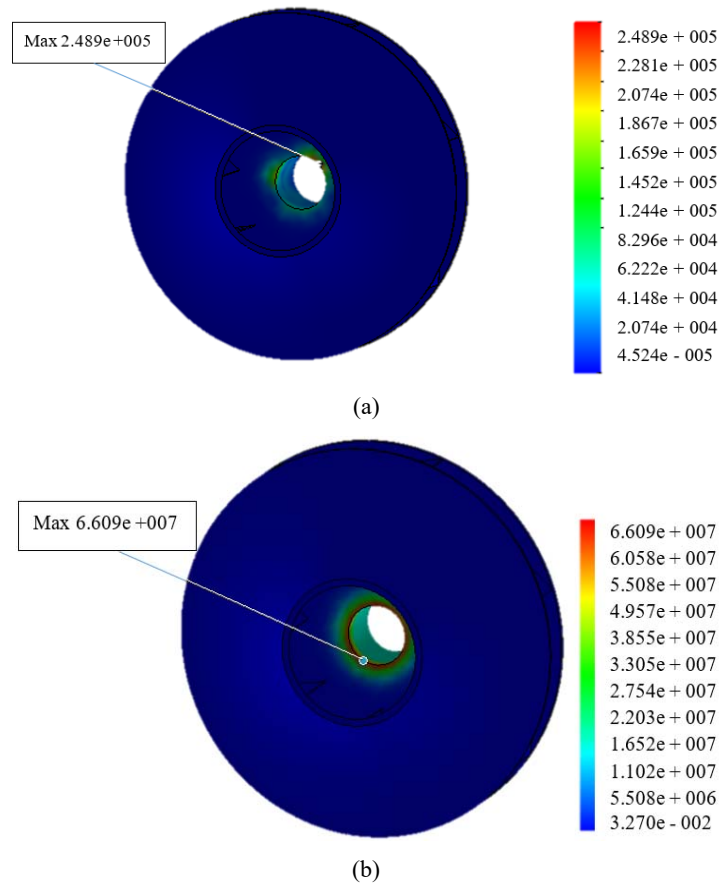 Max 2.489e+005
2.489e + 005
2.281e + 005
2.074e + 005
1.867e + 005
1.659e + 005
1.452e + 005
1.244e + 005
8.296e + 004
6.222e + 004
4.148e + 004
2.074e + 004
4.524e - 005
(a)
Max 6.609e +007
6.609e + 007
6.058e + 007
5.508e + 007
4.957e + 007
3.855e + 007
3.305e + 007
2.754e + 007
2.203e + 007
1.652e + 007
1.102e + 007
5.508e + 006
3.270e - 002
(b)